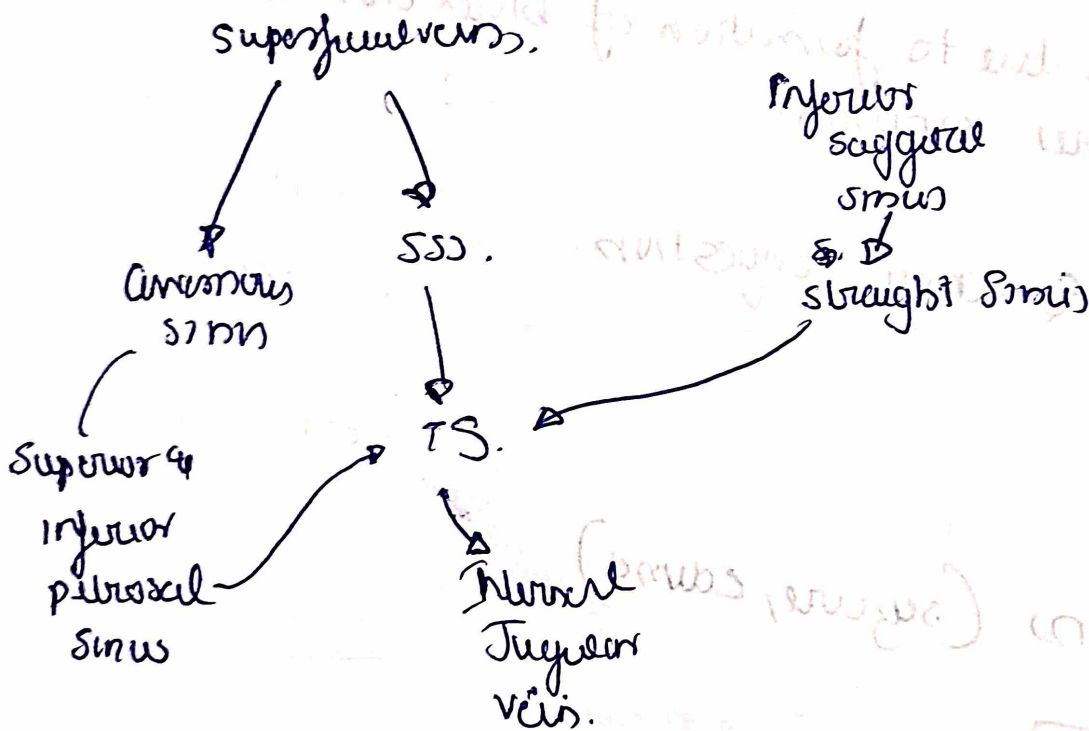 Superficial veins.
Inferior
saggital
sinus
Cavernous
sinus
SSS.
straight Sinus
TS.
Superior &
inferior
petrosal
sinus
Internal
Jugular
vein.